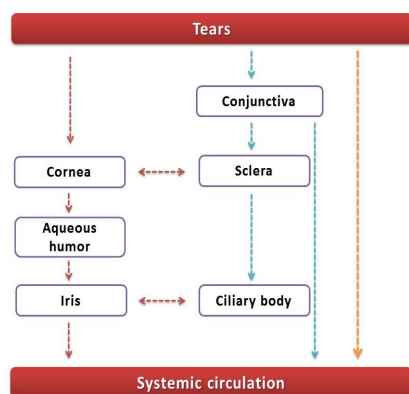 Tears
Conjunctiva
Cornea
Sclera
Aqueous
humor
Iris
Ciliary body
Systemic circulation